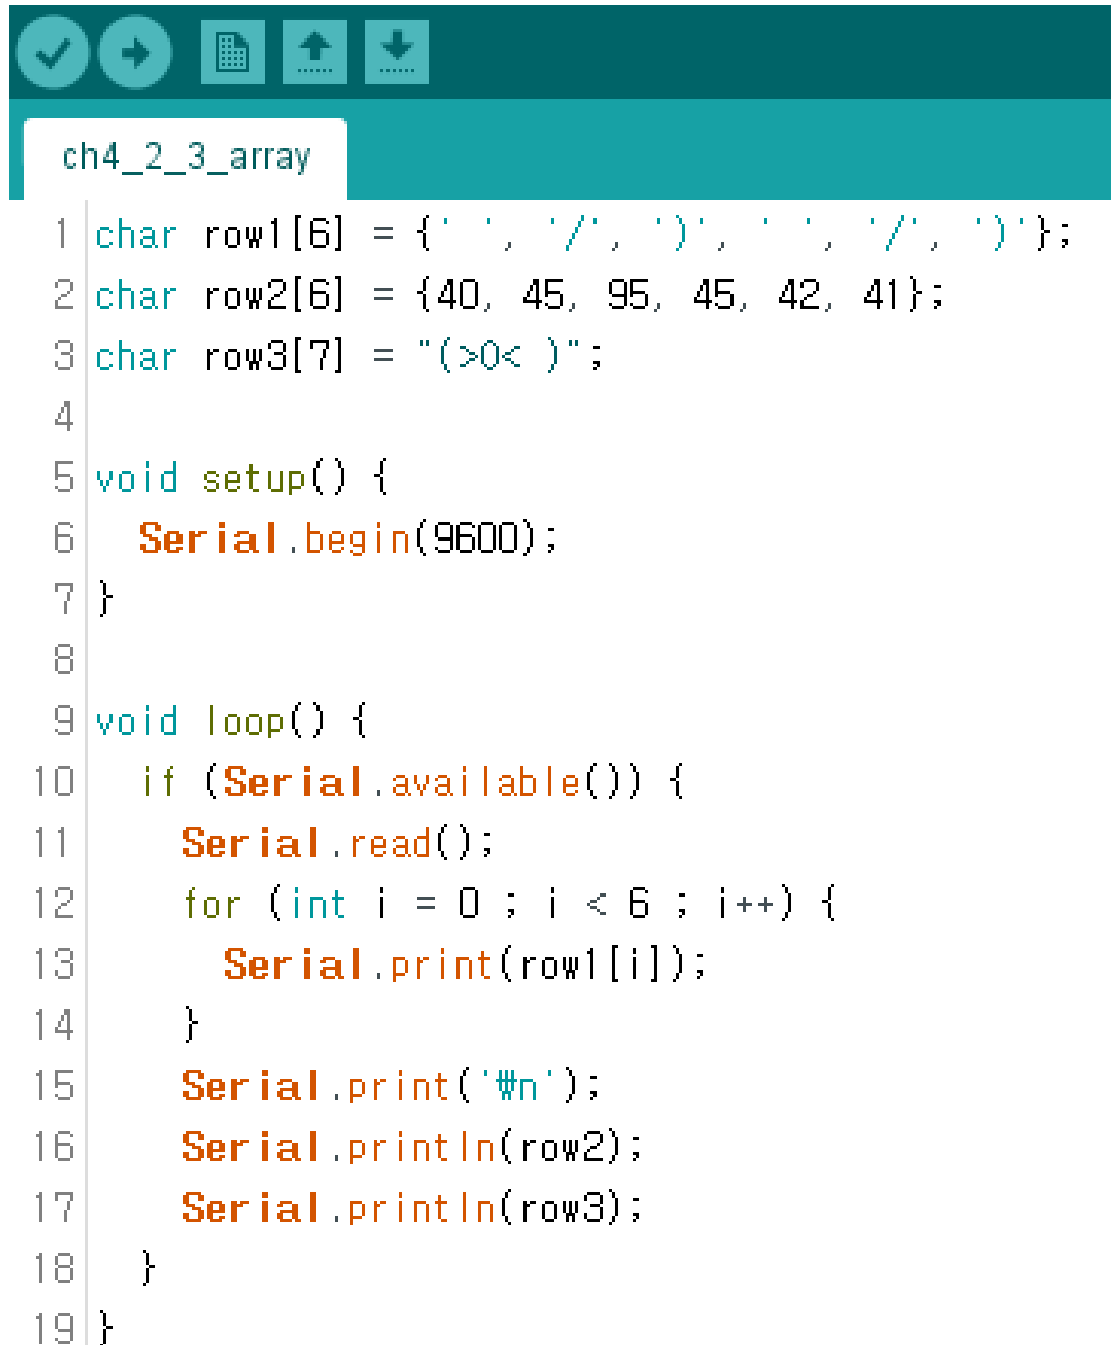 ch4_2_3_array
1 char row1[6] = {' ', '/', ')', ' ', '/', ')'};
2 char row2[6] = {40, 45, 95, 45, 42, 41};
3 char row3[7] = "(>0< )";
4
5 void setup() {
6   Serial.begin(9600);
7 }
8
9 void loop() {
10   if (Serial.available()) {
11     Serial.read();
12     for (int i = 0 ; i < 6 ; i++) {
13       Serial.print(row1[i]);
14     }
15     Serial.print('₩n');
16     Serial.println(row2);
17     Serial.println(row3);
18   }
19 }